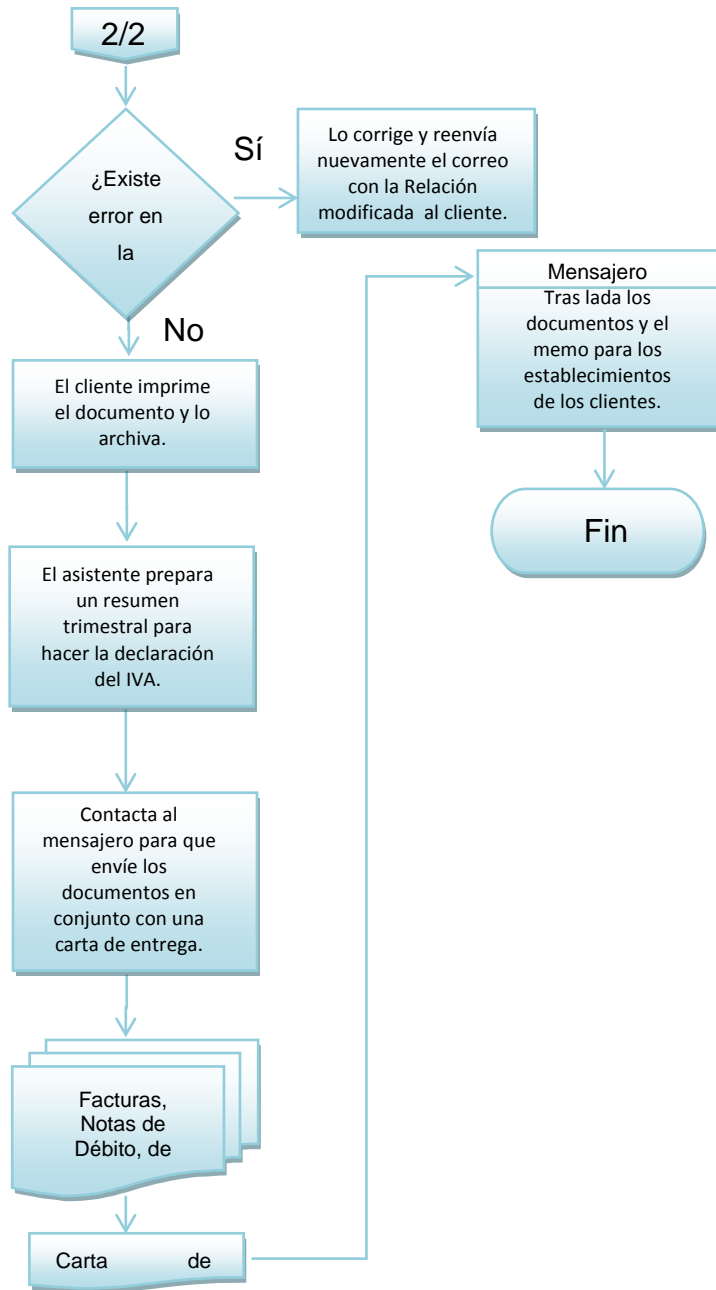 2/2
¿Existe
error en
la
Sí
Lo corrige y reenvía
nuevamente el correo
con la Relación
modificada al cliente.
No
El cliente imprime
el documento y lo
archiva.
El asistente prepara
un resumen
trimestral para
hacer la declaración
del IVA.
Contacta al
mensajero para que
envíe los
documentos en
conjunto con una
carta de entrega.
Facturas,
Notas de
Débito, de
Carta de
Mensajero
Tras lada los
documentos y el
memo para los
establecimientos
de los clientes.
Fin